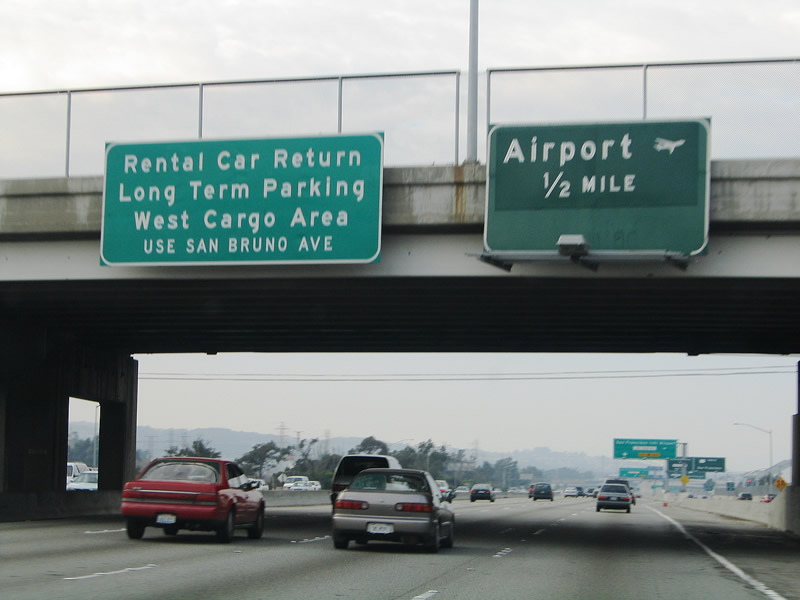 Rental Car Return
Long Term Parking
West Cargo Area
USE SAN BRUNO AVE
Airport
1/2 MILE